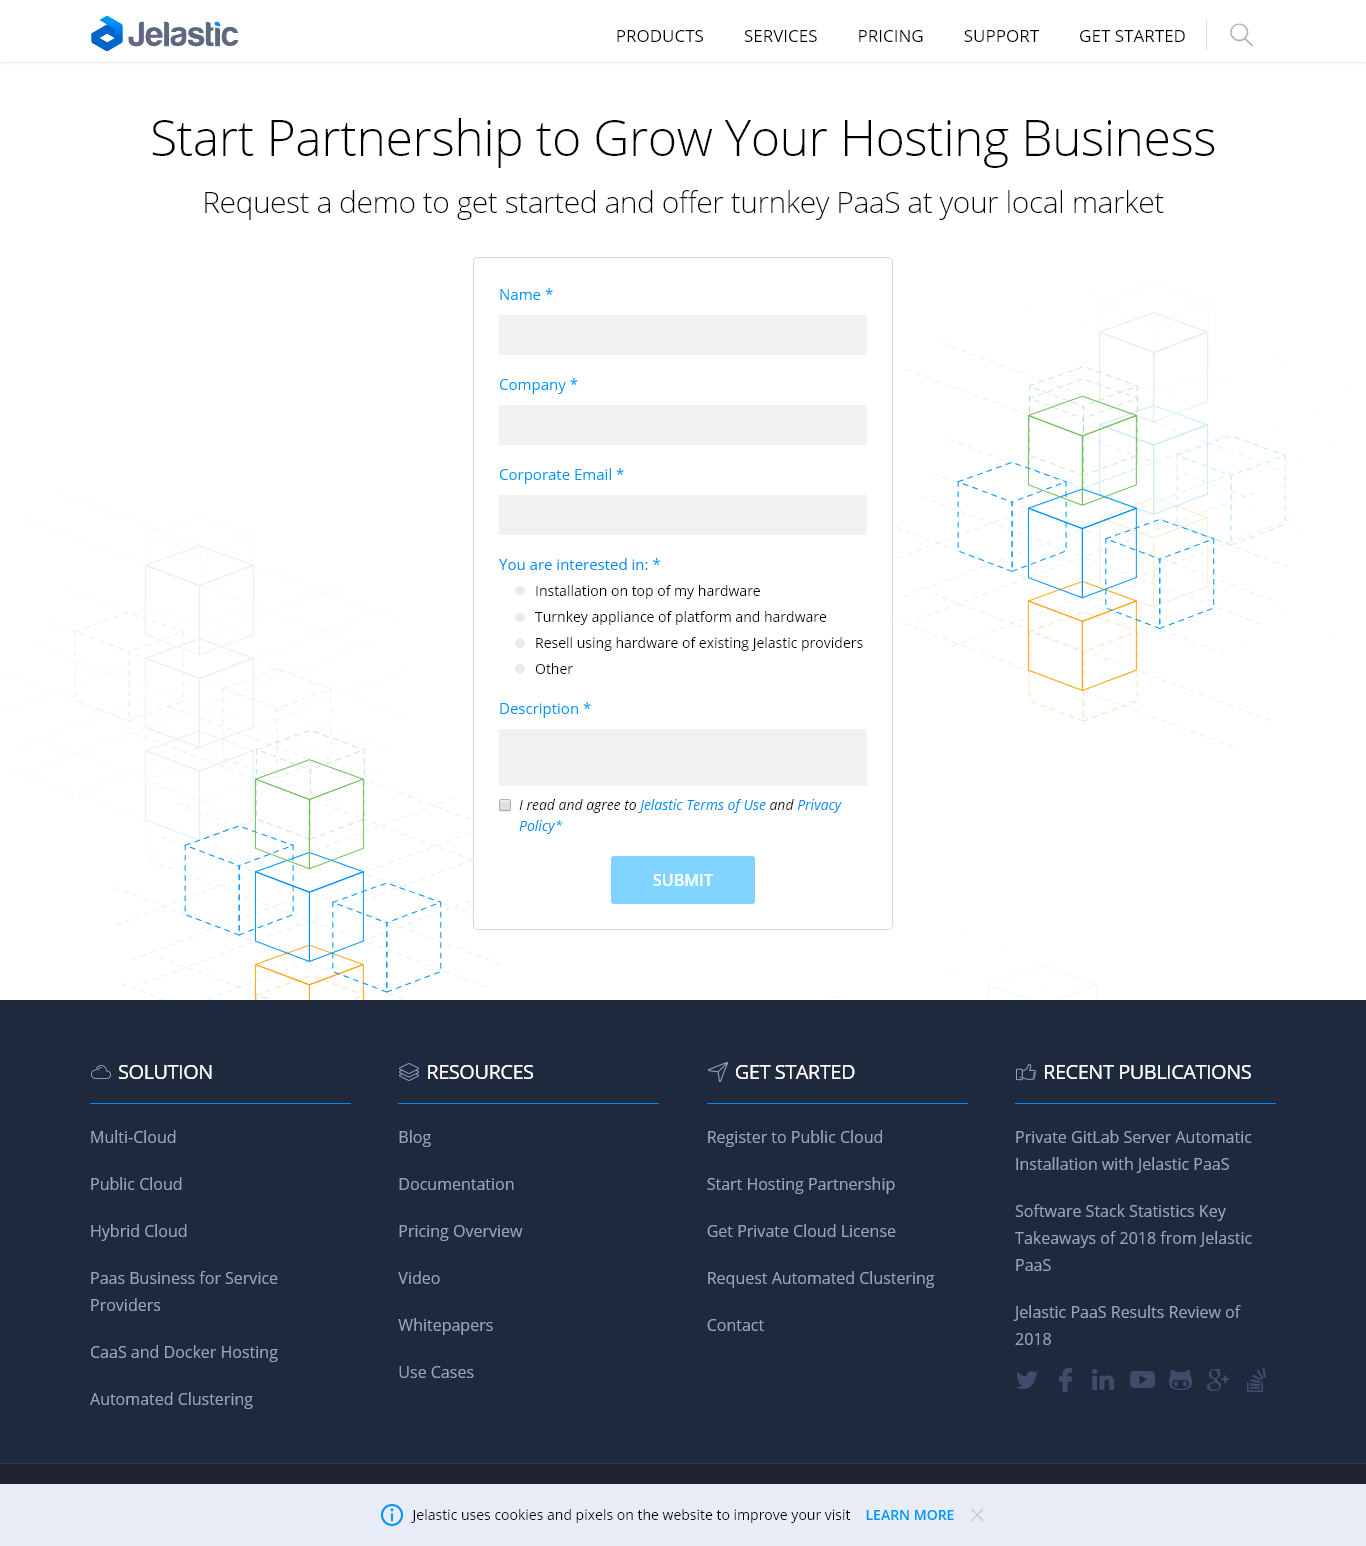 Jelastic
PRODUCTS SERVICES PRICING SUPPORT GET STARTED
Start Partnership to Grow Your Hosting Business
Request a demo to get started and offer turnkey PaaS at your local market
Name *
Company *
Corporate Email *
You are interested in: *
Installation on top of my hardware
Turnkey appliance of platform and hardware
Resell using hardware of existing Jelastic providers
Other
Description *
I read and agree to Jelastic Terms of Use and Privacy
Policy*
SUBMIT
SOLUTION
Multi-Cloud
Public Cloud
Hybrid Cloud
Paas Business for Service
Providers
CaaS and Docker Hosting
Automated Clustering
RESOURCES
Blog
Documentation
Pricing Overview
Video
Whitepapers
Use Cases
GET STARTED
Register to Public Cloud
Start Hosting Partnership
Get Private Cloud License
Request Automated Clustering
Contact
RECENT PUBLICATIONS
Private GitLab Server Automatic
Installation with Jelastic PaaS
Software Stack Statistics Key
Takeaways of 2018 from Jelastic
PaaS
Jelastic PaaS Results Review of
2018
Jelastic uses cookies and pixels on the website to improve your visit LEARN MORE